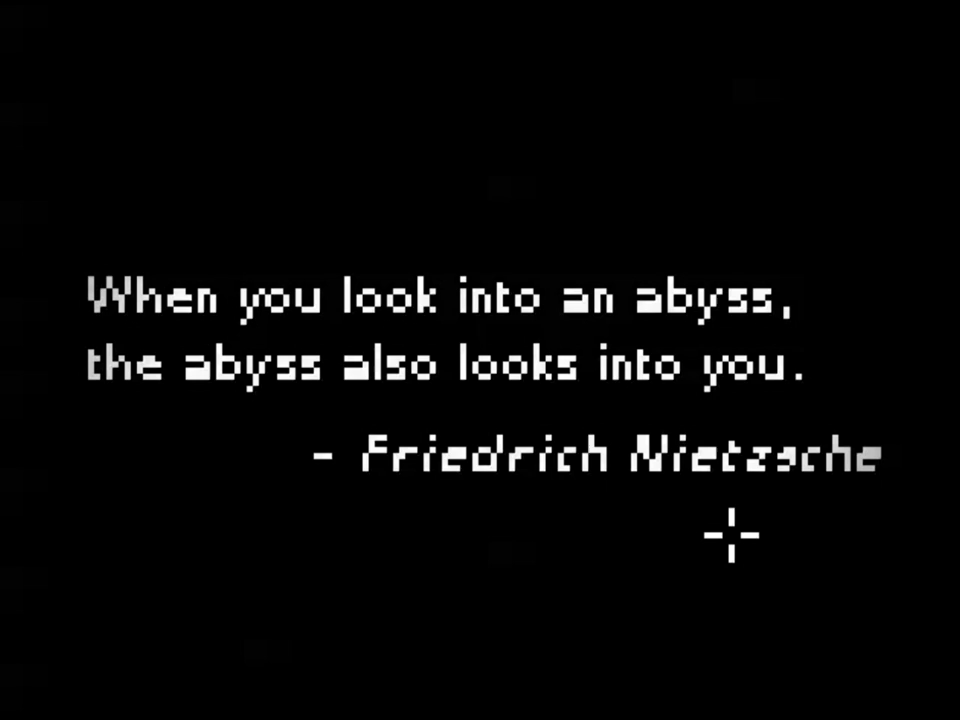 When you look into an abyss,
the abyss also looks into you.
- Friedrich Nietzsche